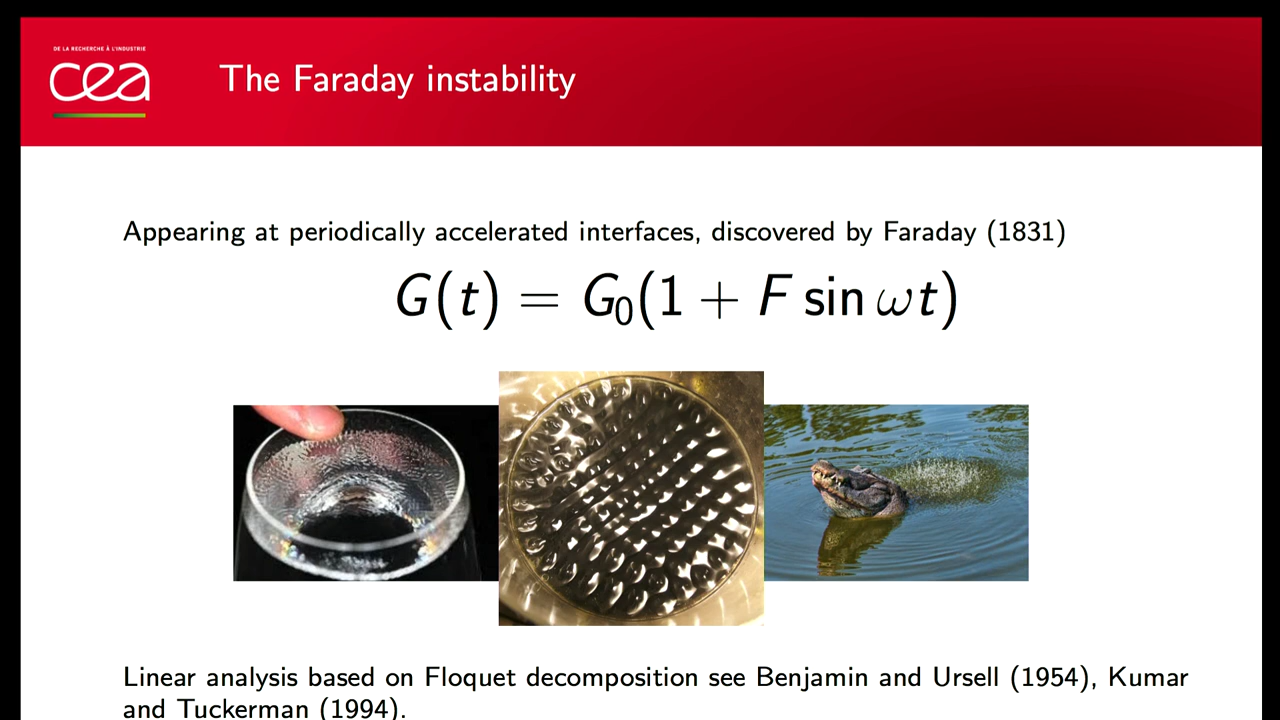 DE LA RECHERCHE À L'INDUSTRIE
cea
The Faraday instability
Appearing at periodically accelerated interfaces, discovered by Faraday (1831)
G(t) = G₀(1 + F sin ωt)
Linear analysis based on Floquet decomposition see Benjamin and Ursell (1954), Kumar
and Tuckerman (1994).